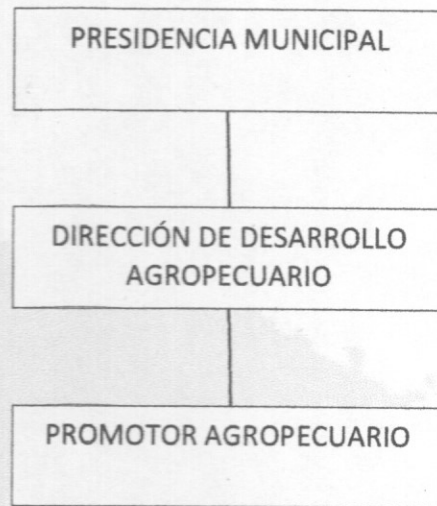 PRESIDENCIA MUNICIPAL
DIRECCIÓN DE DESARROLLO
AGROPECUARIO
PROMOTOR AGROPECUARIO